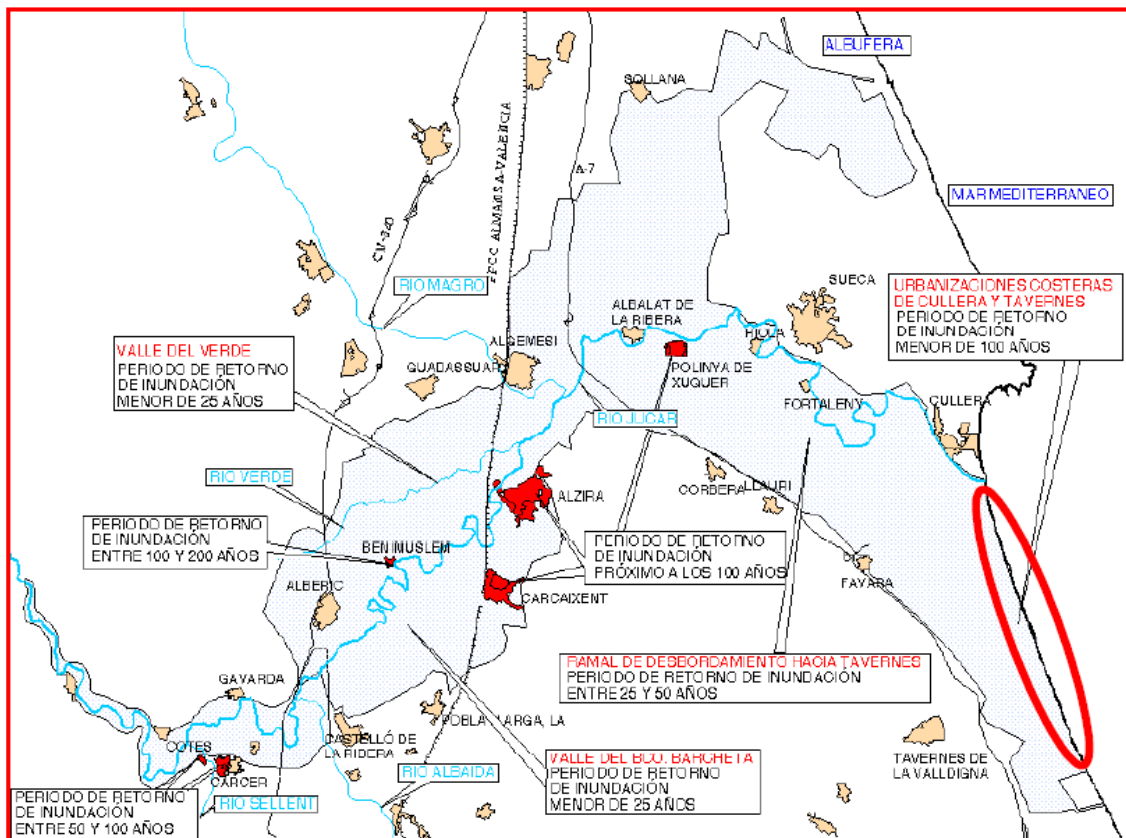 ALBUFERA
SOLLANA
FFCC ALMANSA-VALENCIA
A-7
MAR MEDITERRANEO
RIO MAGRO
SUECA
URBANIZACIONES COSTERAS
DE CULLERA Y TAVERNES
PERIODO DE RETORNO
DE INUNDACIÓN
MENOR DE 100 AÑOS
ALBALAT DE
LA RIBERA
RIOLA
ALGEMESI
VALLE DEL VERDE
PERIODO DE RETORNO
DE INUNDACIÓN
MENOR DE 25 AÑOS
GUADASSUAR
POLINYA DE
XUQUER
FORTALENY
CULLERA
RIO JUCAR
RIO VERDE
CORBERA
LLAURI
ALZIRA
PERIODO DE RETORNO
DE INUNDACIÓN
ENTRE 100 Y 200 AÑOS
BENIMUSLEM
PERIODO DE RETORNO
DE INUNDACIÓN
PRÓXIMO A LOS 100 AÑOS
FAVARA
ALBERIC
CARCAIXENT
RAMAL DE DESBORDAMIENTO HACIA TAVERNES
PERIODO DE RETORNO DE INUNDACIÓN
ENTRE 25 Y 50 AÑOS
GAVARDA
POBLA LLARGA, LA
CASTELLÓ DE
LA RIBERA
COTES
CÀRCER
VALLE DEL BCO. BARCHETA
PERIODO DE RETORNO
DE INUNDACIÓN
MENOR DE 25 AÑOS
TAVERNES DE
LA VALLDIGNA
RIO ALBAIDA
PERIODO DE RETORNO
DE INUNDACIÓN
ENTRE 50 Y 100 AÑOS
RIO SELLENT